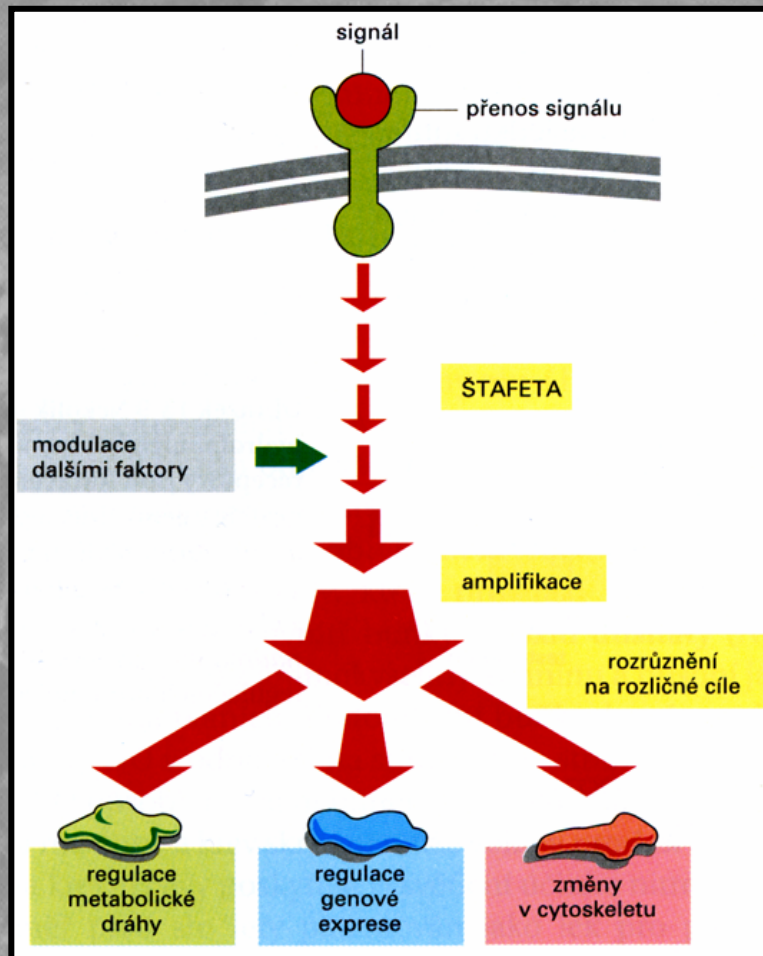 signál
přenos signálu
ŠTAFETA
modulace
dalšími faktory
amplifikace
rozrůznění
na rozličné cíle
regulace
metabolické
dráhy
regulace
genové
exprese
změny
v cytoskeletu